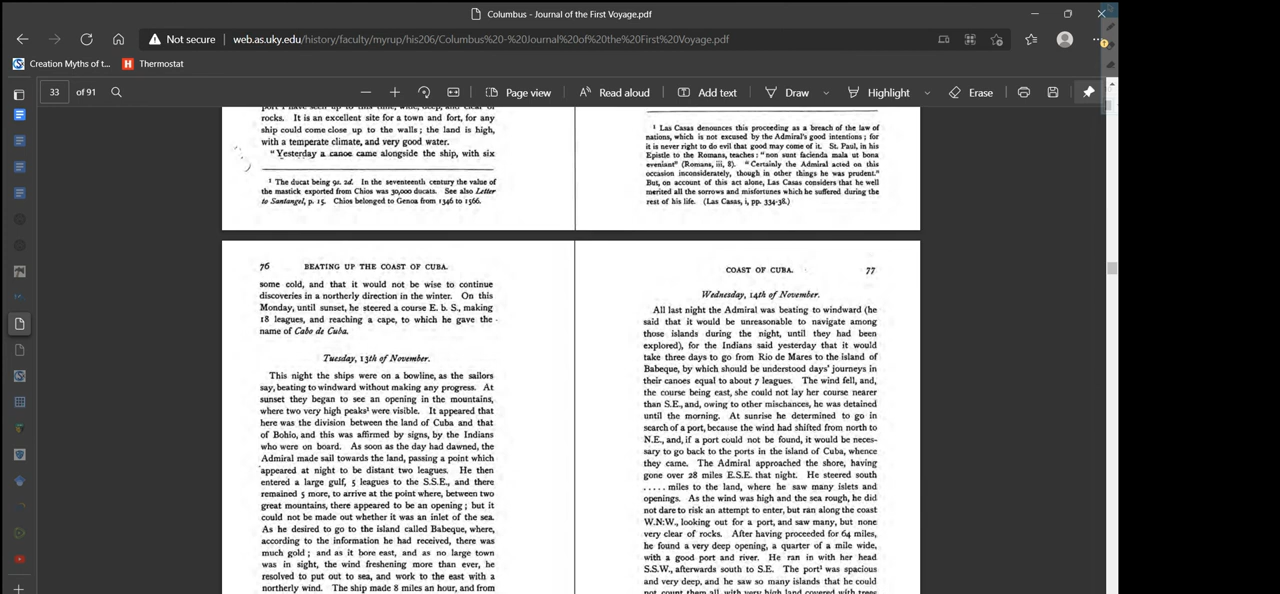 Columbus - Journal of the First Voyage.pdf
Not secure
web.as.uky.edu/history/faculty/myrup/his206/Columbus%20-%20Journal%20of%20the%20First%20Voyage.pdf
Creation Myths of t...
Thermostat
33 of 91
Page view
Read aloud
Add text
Draw
Highlight
Erase
port I have seen up to this time, wide, deep, and clear of
rocks. It is an excellent site for a town and fort, for any
ship could come close up to the walls; the land is high,
with a temperate climate, and very good water.
"Yesterday a canoe came alongside the ship, with six
1 The ducat being 9s. 2d. In the seventeenth century the value of
the mastick exported from Chios was 30,000 ducats. See also Letter
to Santangel, p. 15. Chios belonged to Genoa from 1346 to 1566.
1 Las Casas denounces this proceeding as a breach of the law of
nations, which is not excused by the Admiral's good intentions; for
it is never right to do evil that good may come of it. St. Paul, in his
Epistle to the Romans, teaches: "non sunt facienda mala ut bona
eveniant" (Romans, iii, 8). "Certainly the Admiral acted on this
occasion inconsiderately, though in other things he was prudent."
But, on account of this act alone, Las Casas considers that he well
merited all the sorrows and misfortunes which he suffered during the
rest of his life. (Las Casas, i, pp. 334-38.)
76 BEATING UP THE COAST OF CUBA.
some cold, and that it would not be wise to continue
discoveries in a northerly direction in the winter. On this
Monday, until sunset, he steered a course E. b. S., making
18 leagues, and reaching a cape, to which he gave the
name of Cabo de Cuba.
Tuesday, 13th of November.
This night the ships were on a bowline, as the sailors
say, beating to windward without making any progress. At
sunset they began to see an opening in the mountains,
where two very high peaks1 were visible. It appeared that
here was the division between the land of Cuba and that
of Bohio, and this was affirmed by signs, by the Indians
who were on board. As soon as the day had dawned, the
Admiral made sail towards the land, passing a point which
appeared at night to be distant two leagues. He then
entered a large gulf, 5 leagues to the S.S.E., and there
remained 5 more, to arrive at the point where, between two
great mountains, there appeared to be an opening; but it
could not be made out whether it was an inlet of the sea.
As he desired to go to the island called Babeque, where,
according to the information he had received, there was
much gold; and as it bore east, and as no large town
was in sight, the wind freshening more than ever, he
resolved to put out to sea, and work to the east with a
northerly wind. The ship made 8 miles an hour, and from
COAST OF CUBA. 77
Wednesday, 14th of November.
All last night the Admiral was beating to windward (he
said that it would be unreasonable to navigate among
those islands during the night, until they had been
explored), for the Indians said yesterday that it would
take three days to go from Rio de Mares to the island of
Babeque, by which should be understood days' journeys in
their canoes equal to about 7 leagues. The wind fell, and,
the course being east, she could not lay her course nearer
than S.E., and, owing to other mischances, he was detained
until the morning. At sunrise he determined to go in
search of a port, because the wind had shifted from north to
N.E., and, if a port could not be found, it would be neces-
sary to go back to the ports in the island of Cuba, whence
they came. The Admiral approached the shore, having
gone over 28 miles E.S.E. that night. He steered south
..... miles to the land, where he saw many islets and
openings. As the wind was high and the sea rough, he did
not dare to risk an attempt to enter, but ran along the coast
W.N.W., looking out for a port, and saw many, but none
very clear of rocks. After having proceeded for 64 miles,
he found a very deep opening, a quarter of a mile wide,
with a good port and river. He ran in with her head
S.S.W., afterwards south to S.E. The port1 was spacious
and very deep, and he saw so many islands that he could
not count them all, with very high land covered with trees